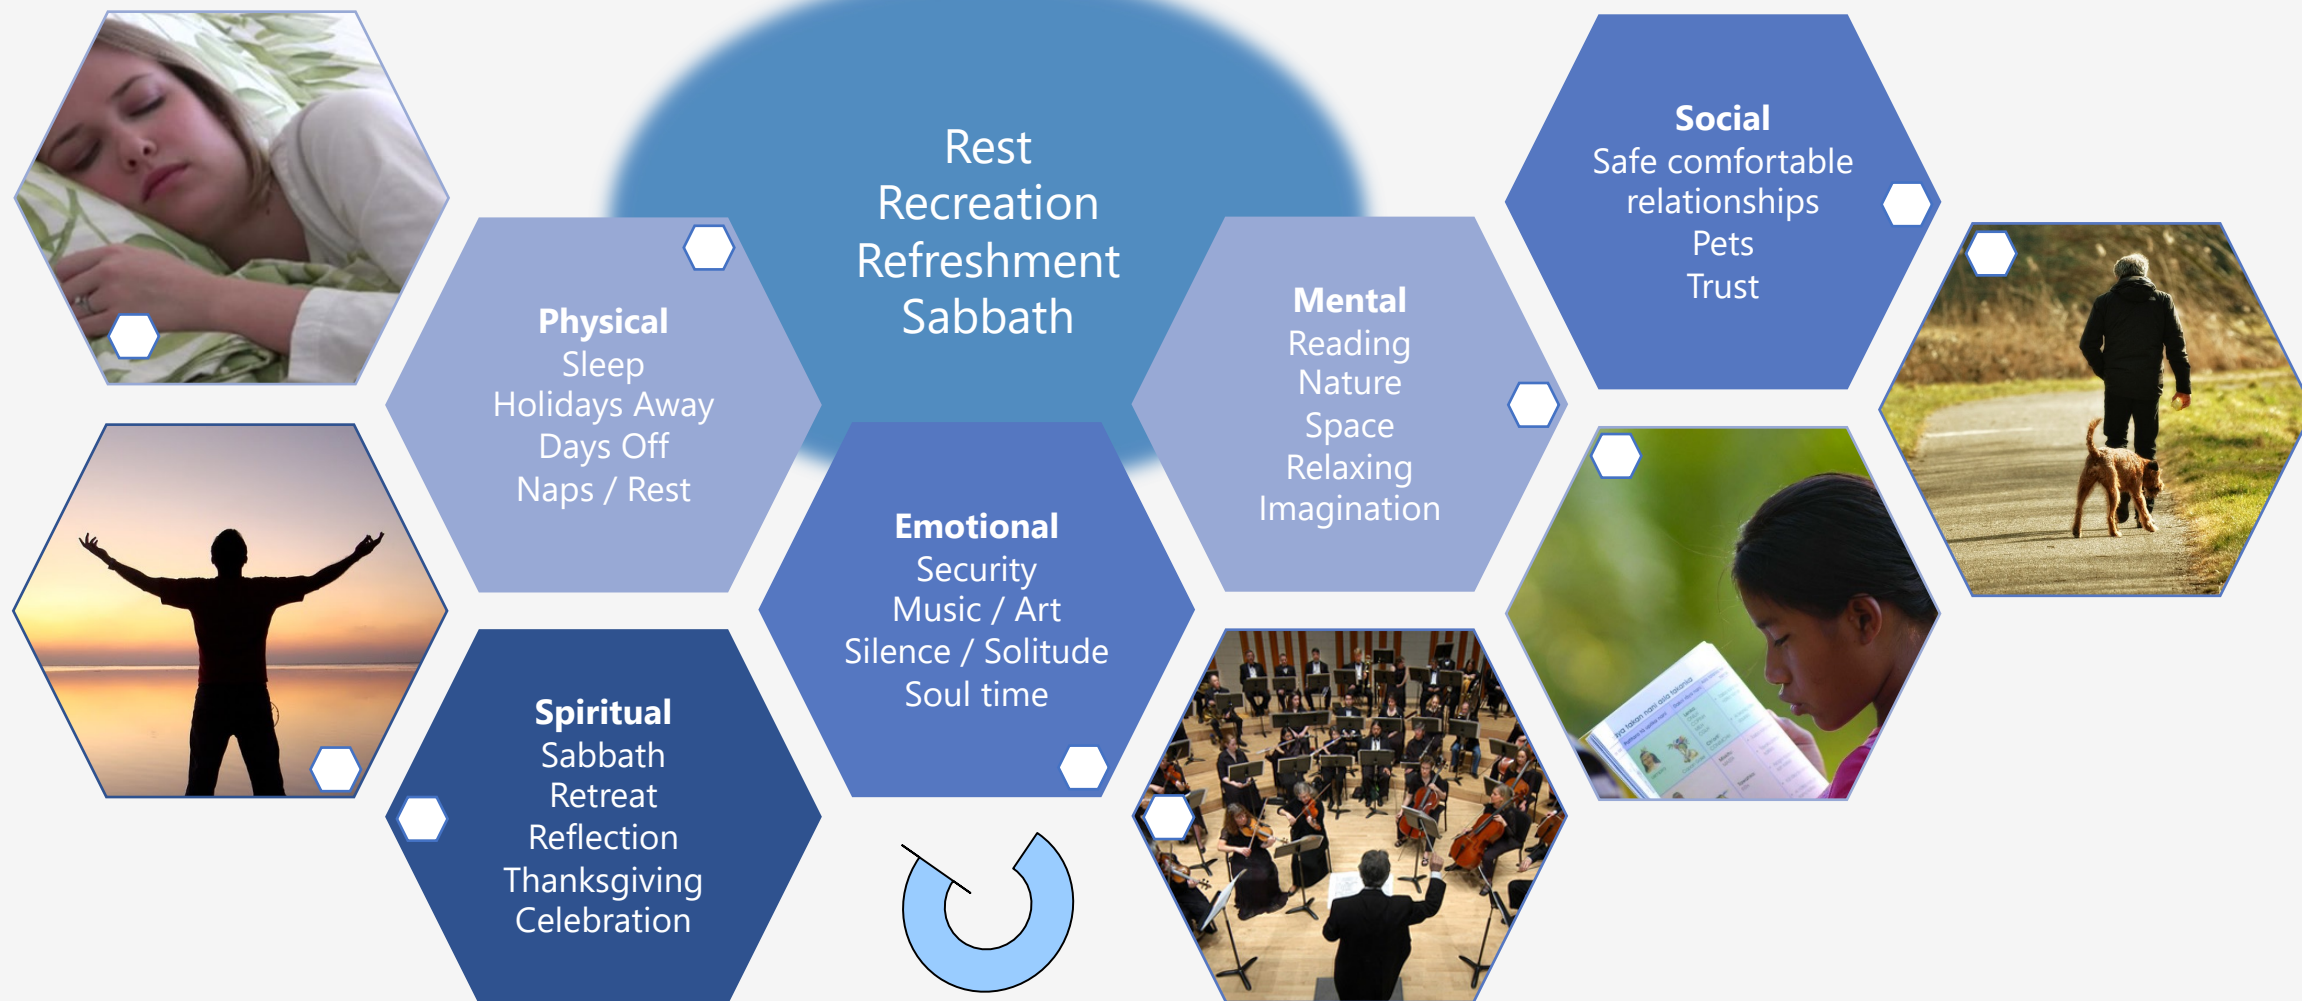 Rest
Recreation
Refreshment
Sabbath
Physical
Sleep
Holidays Away
Days Off
Naps / Rest
Spiritual
Sabbath
Retreat
Reflection
Thanksgiving
Celebration
Emotional
Security
Music / Art
Silence / Solitude
Soul time
Mental
Reading
Nature
Space
Relaxing
Imagination
Social
Safe comfortable
relationships
Pets
Trust